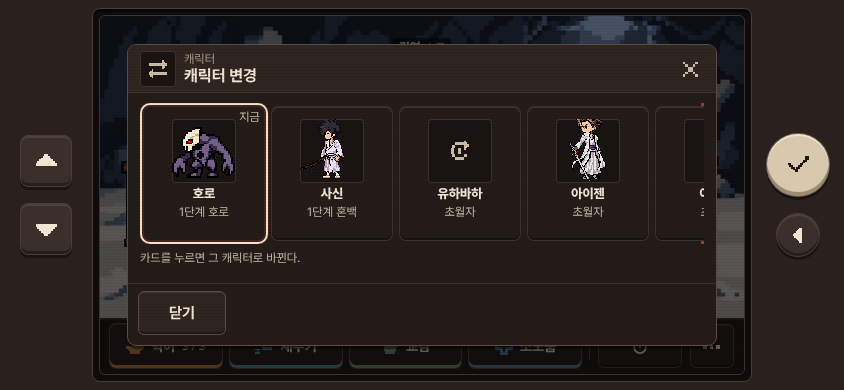 캐릭터
캐릭터 변경
지금
호로
1단계 호로
사신
1단계 혼백
유하바하
초월자
아이젠
초월자
카드를 누르면 그 캐릭터로 바뀐다.
닫기